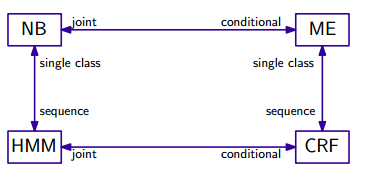 NB joint conditional ME
single class single class
sequence sequence
HMM joint conditional CRF